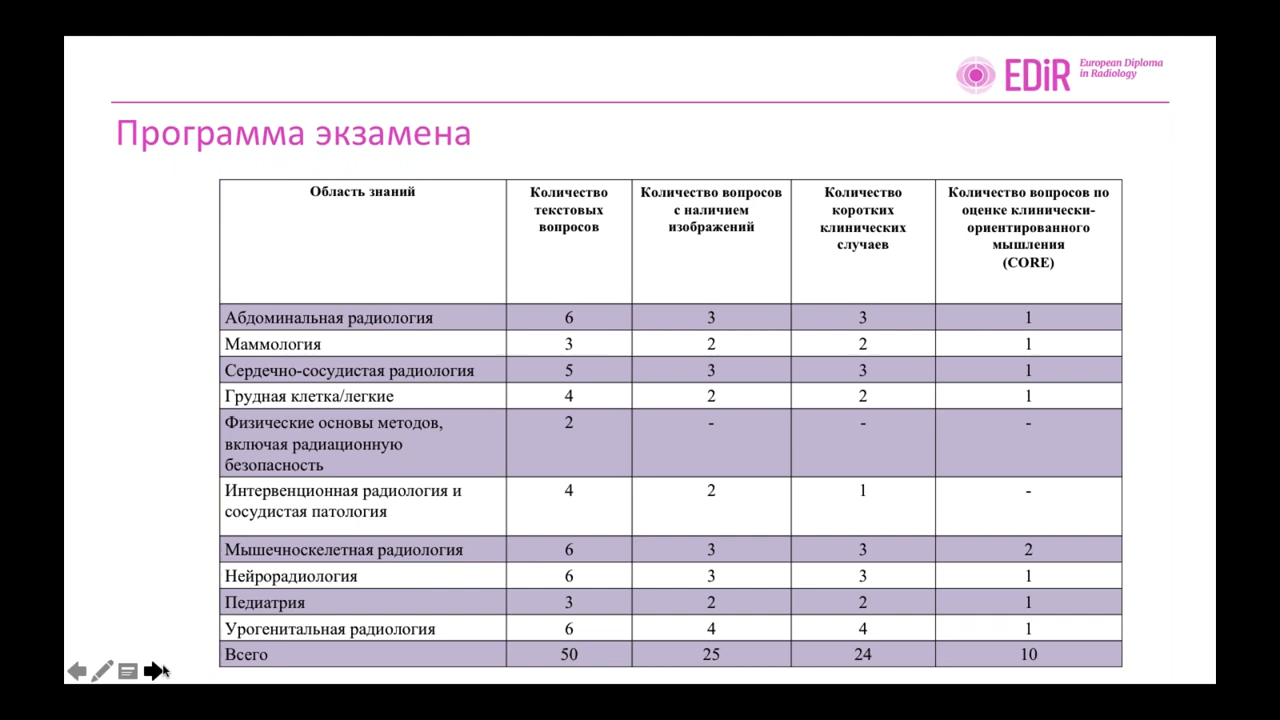 EDiR
European Diploma
in Radiology
Программа экзамена
Область знаний
Количество
текстовых
вопросов
Количество вопросов
с наличием
изображений
Количество
коротких
клинических
случаев
Количество вопросов по
оценке клинически-
ориентированного
мышления
(CORE)
Абдоминальная радиология 6 3 3 1
Маммология 3 2 2 1
Сердечно-сосудистая радиология 5 3 3 1
Грудная клетка/легкие 4 2 2 1
Физические основы методов, 2 - - -
включая радиационную
безопасность
Интервенционная радиология и 4 2 1 -
сосудистая патология
Мышечноскелетная радиология 6 3 3 2
Нейрорадиология 6 3 3 1
Педиатрия 3 2 2 1
Урогенитальная радиология 6 4 4 1
Всего 50 25 24 10